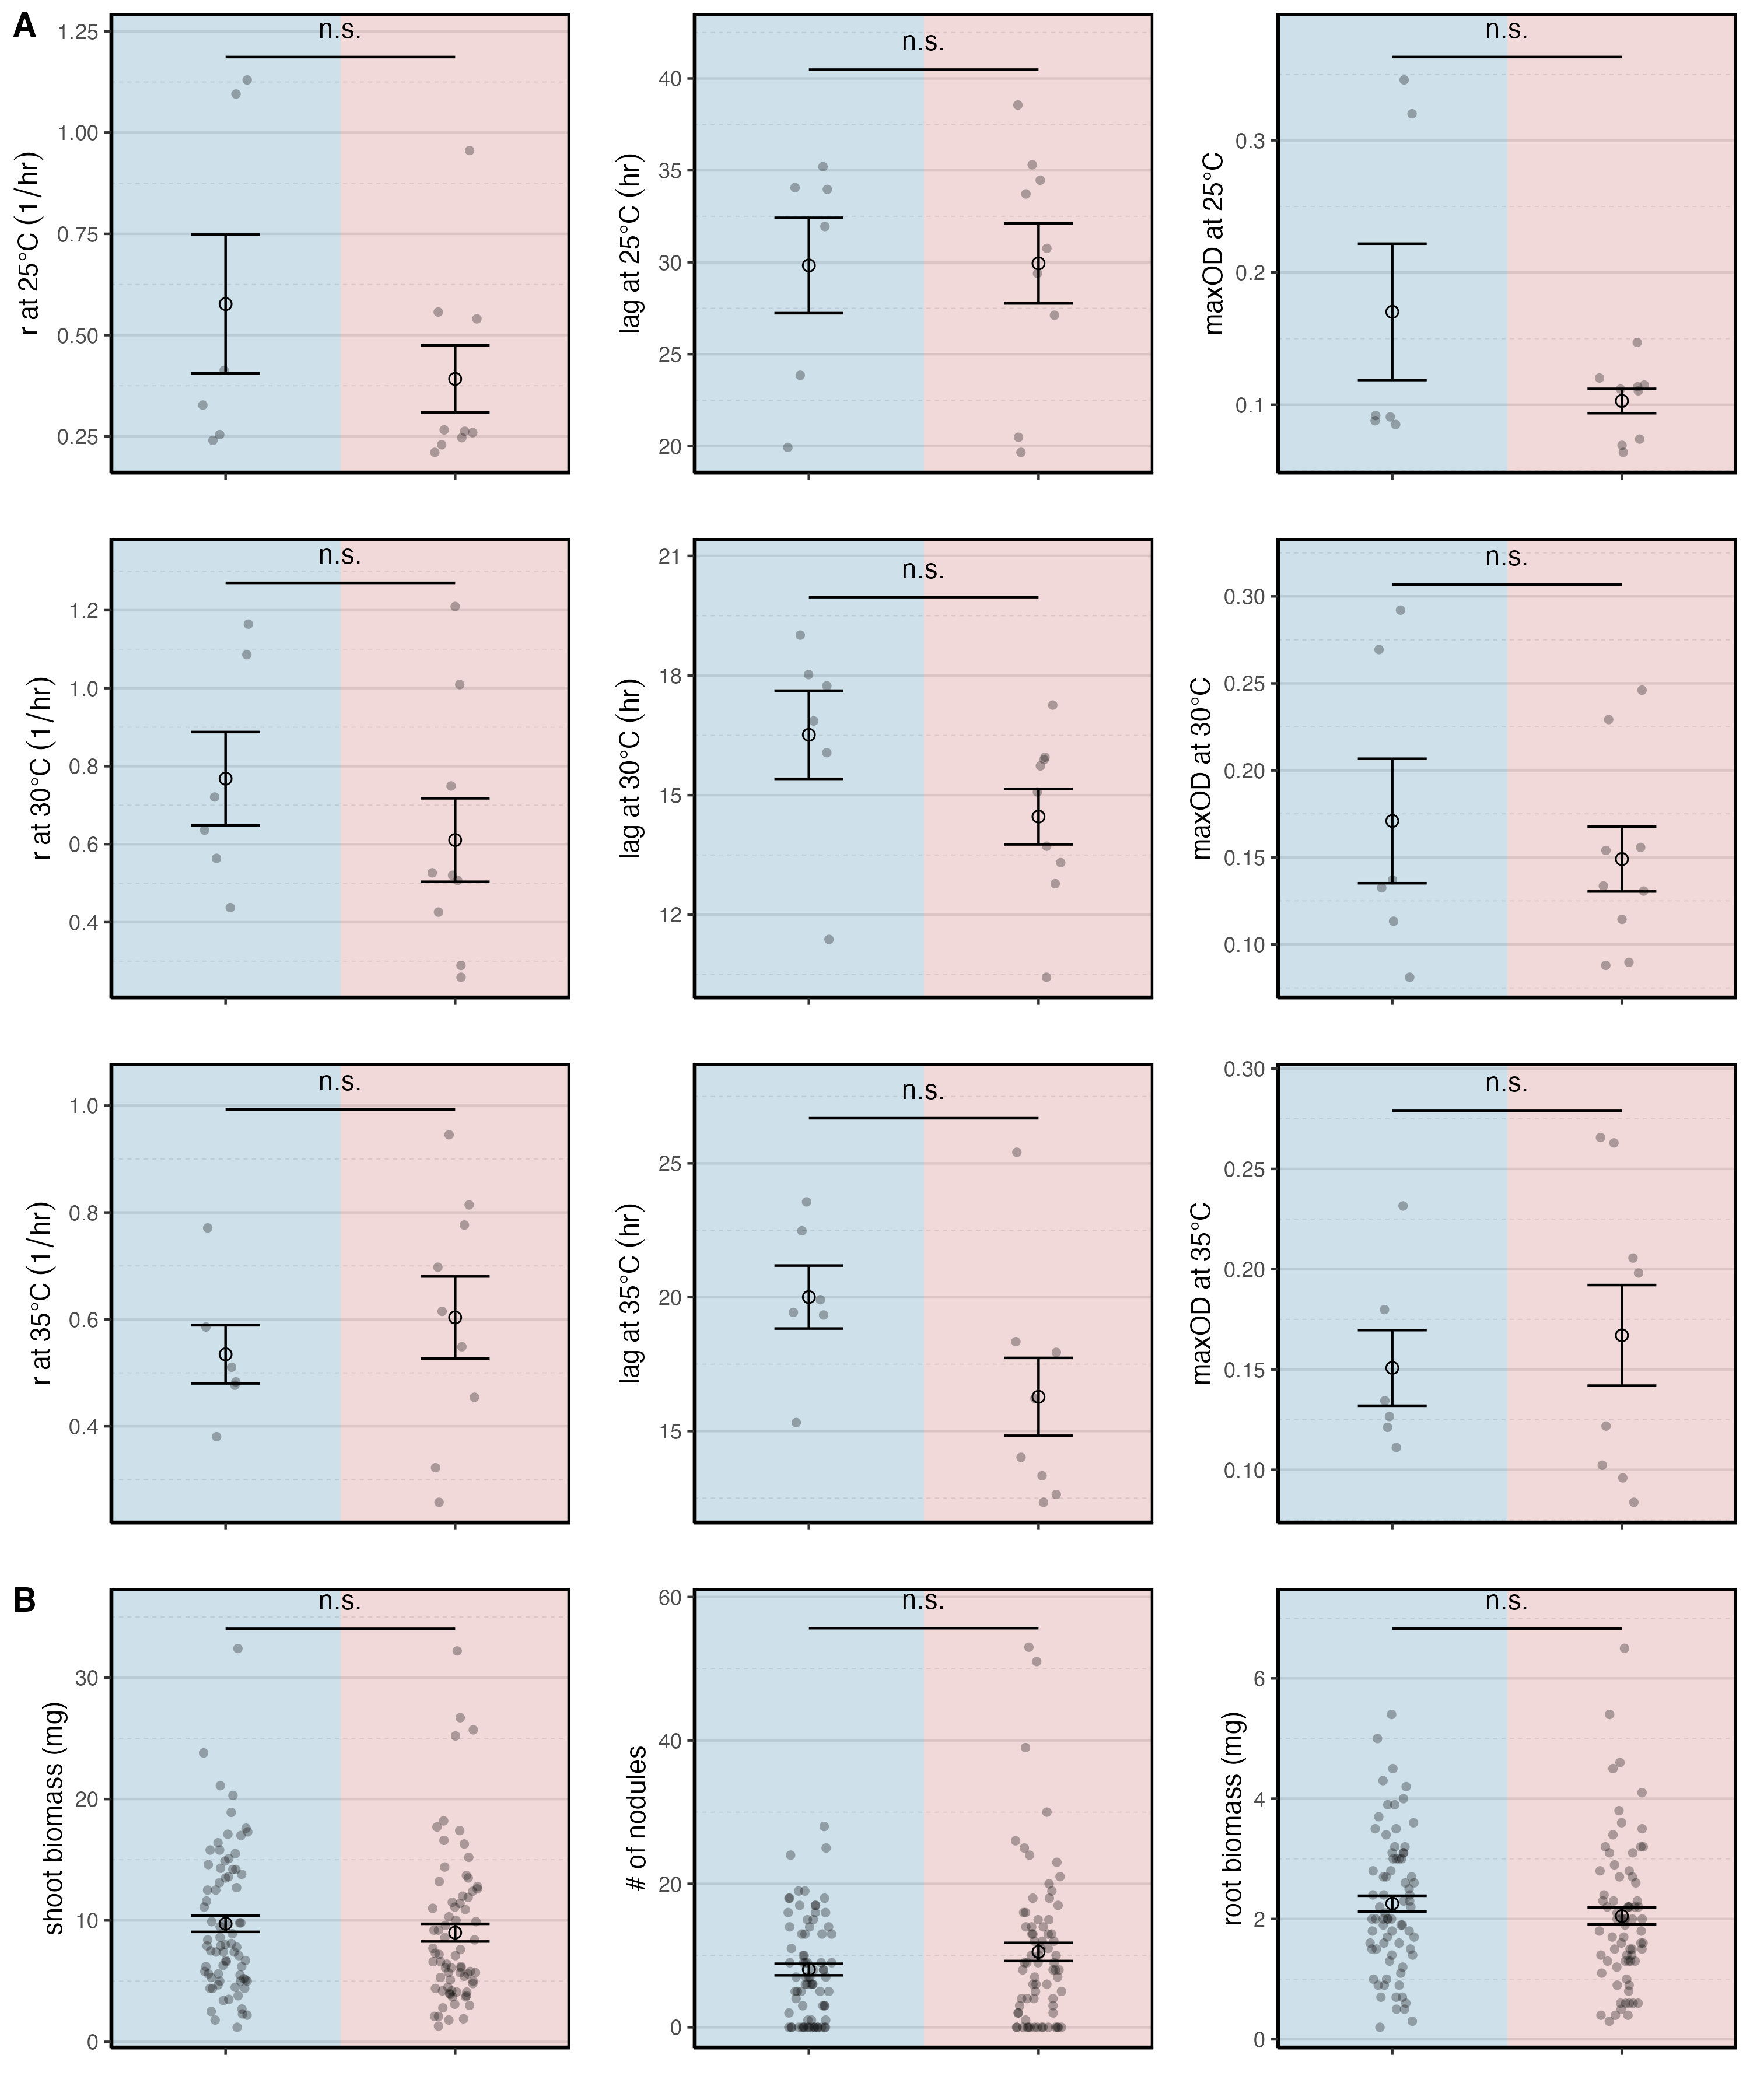 A
r at 25°C (1/hr)
1.25
1.00
0.75
0.50
0.25
n.s.
lag at 25°C (hr)
40
35
30
25
20
n.s.
maxOD at 25°C
0.3
0.2
0.1
n.s.
r at 30°C (1/hr)
1.2
1.0
0.8
0.6
0.4
n.s.
lag at 30°C (hr)
21
18
15
12
n.s.
maxOD at 30°C
0.30
0.25
0.20
0.15
0.10
n.s.
r at 35°C (1/hr)
1.0
0.8
0.6
0.4
n.s.
lag at 35°C (hr)
25
20
15
n.s.
maxOD at 35°C
0.30
0.25
0.20
0.15
0.10
n.s.
B
shoot biomass (mg)
30
20
10
0
n.s.
# of nodules
60
40
20
0
n.s.
root biomass (mg)
6
4
2
0
n.s.